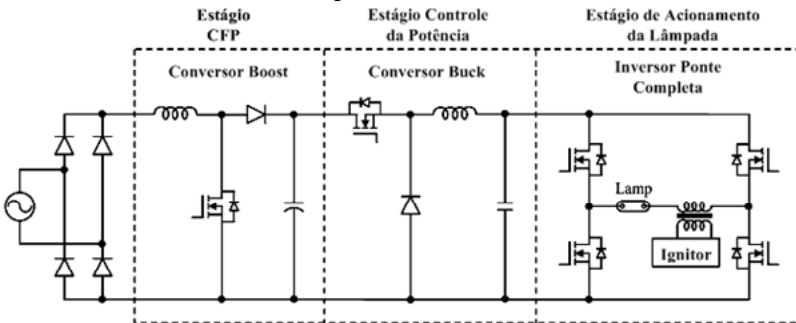 Estágio
CFP
Estágio Controle
da Potência
Estágio de Acionamento
da Lâmpada
Conversor Boost
Conversor Buck
Inversor Ponte
Completa
Lamp
Ignitor